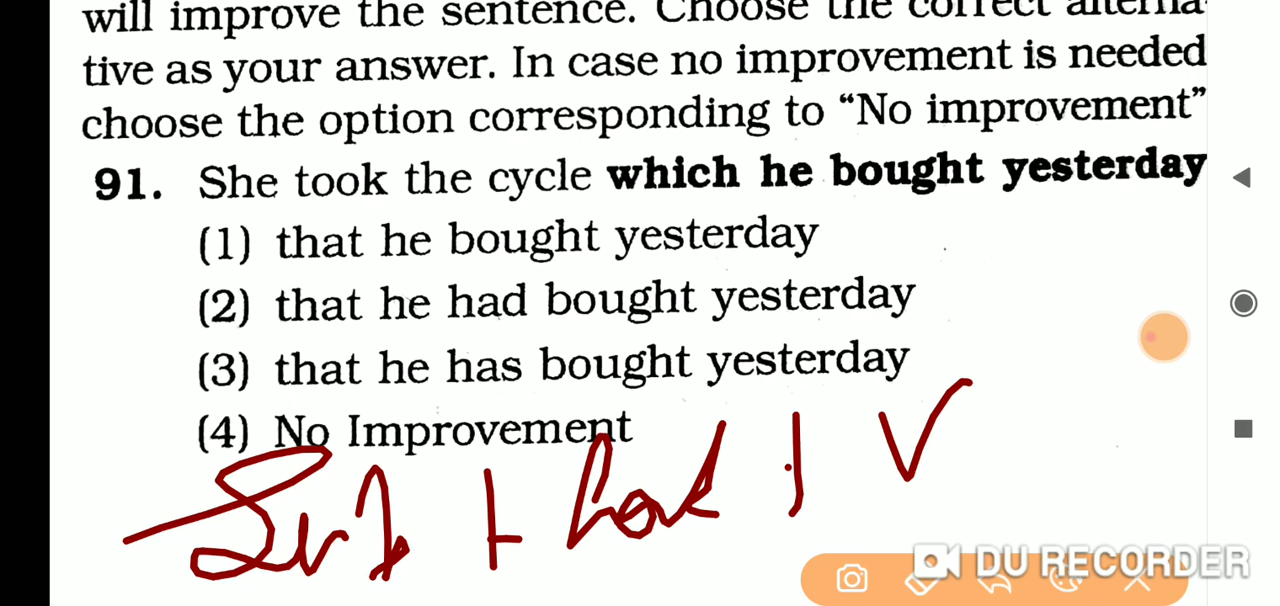 will improve the sentence. Choose the correct alterna-
tive as your answer. In case no improvement is needed
choose the option corresponding to “No improvement”
91. She took the cycle which he bought yesterday
(1) that he bought yesterday
(2) that he had bought yesterday
(3) that he has bought yesterday
(4) No Improvement
Sub + had + V
DU RECORDER